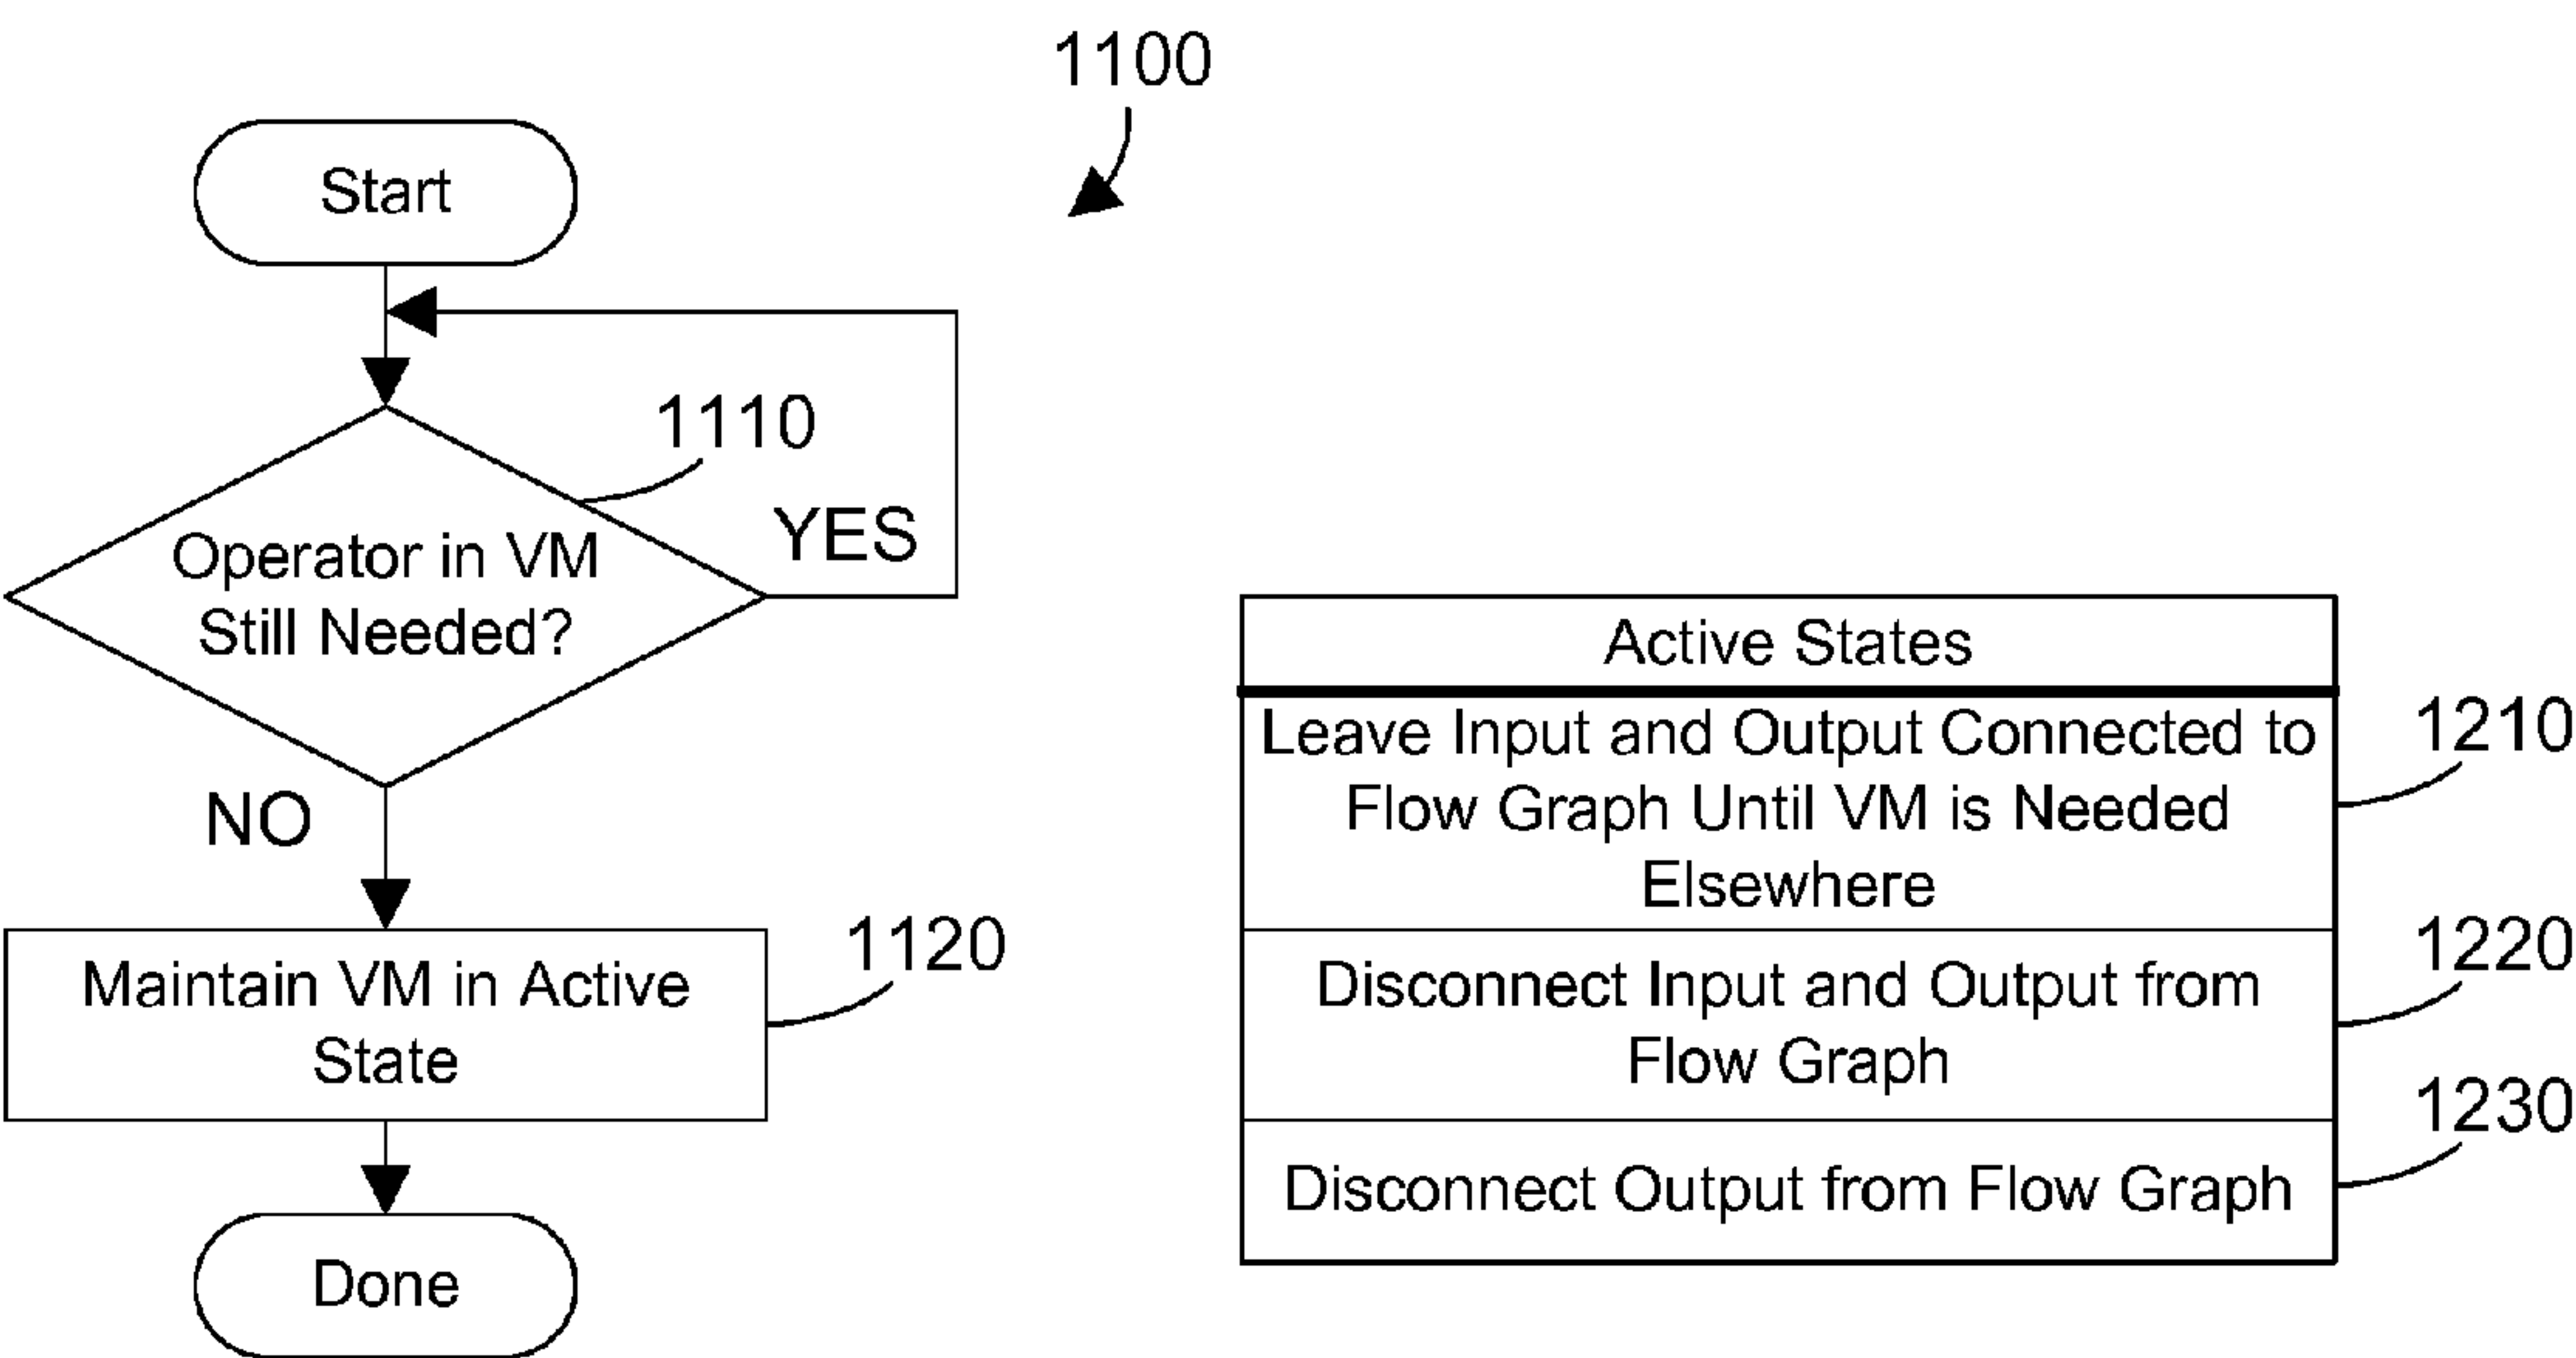 1100
Start
1110
YES
Operator in VM
Still Needed?
NO
Maintain VM in Active
State
1120
Done
Active States
Leave Input and Output Connected to
Flow Graph Until VM is Needed
Elsewhere
1210
Disconnect Input and Output from
Flow Graph
1220
Disconnect Output from Flow Graph
1230